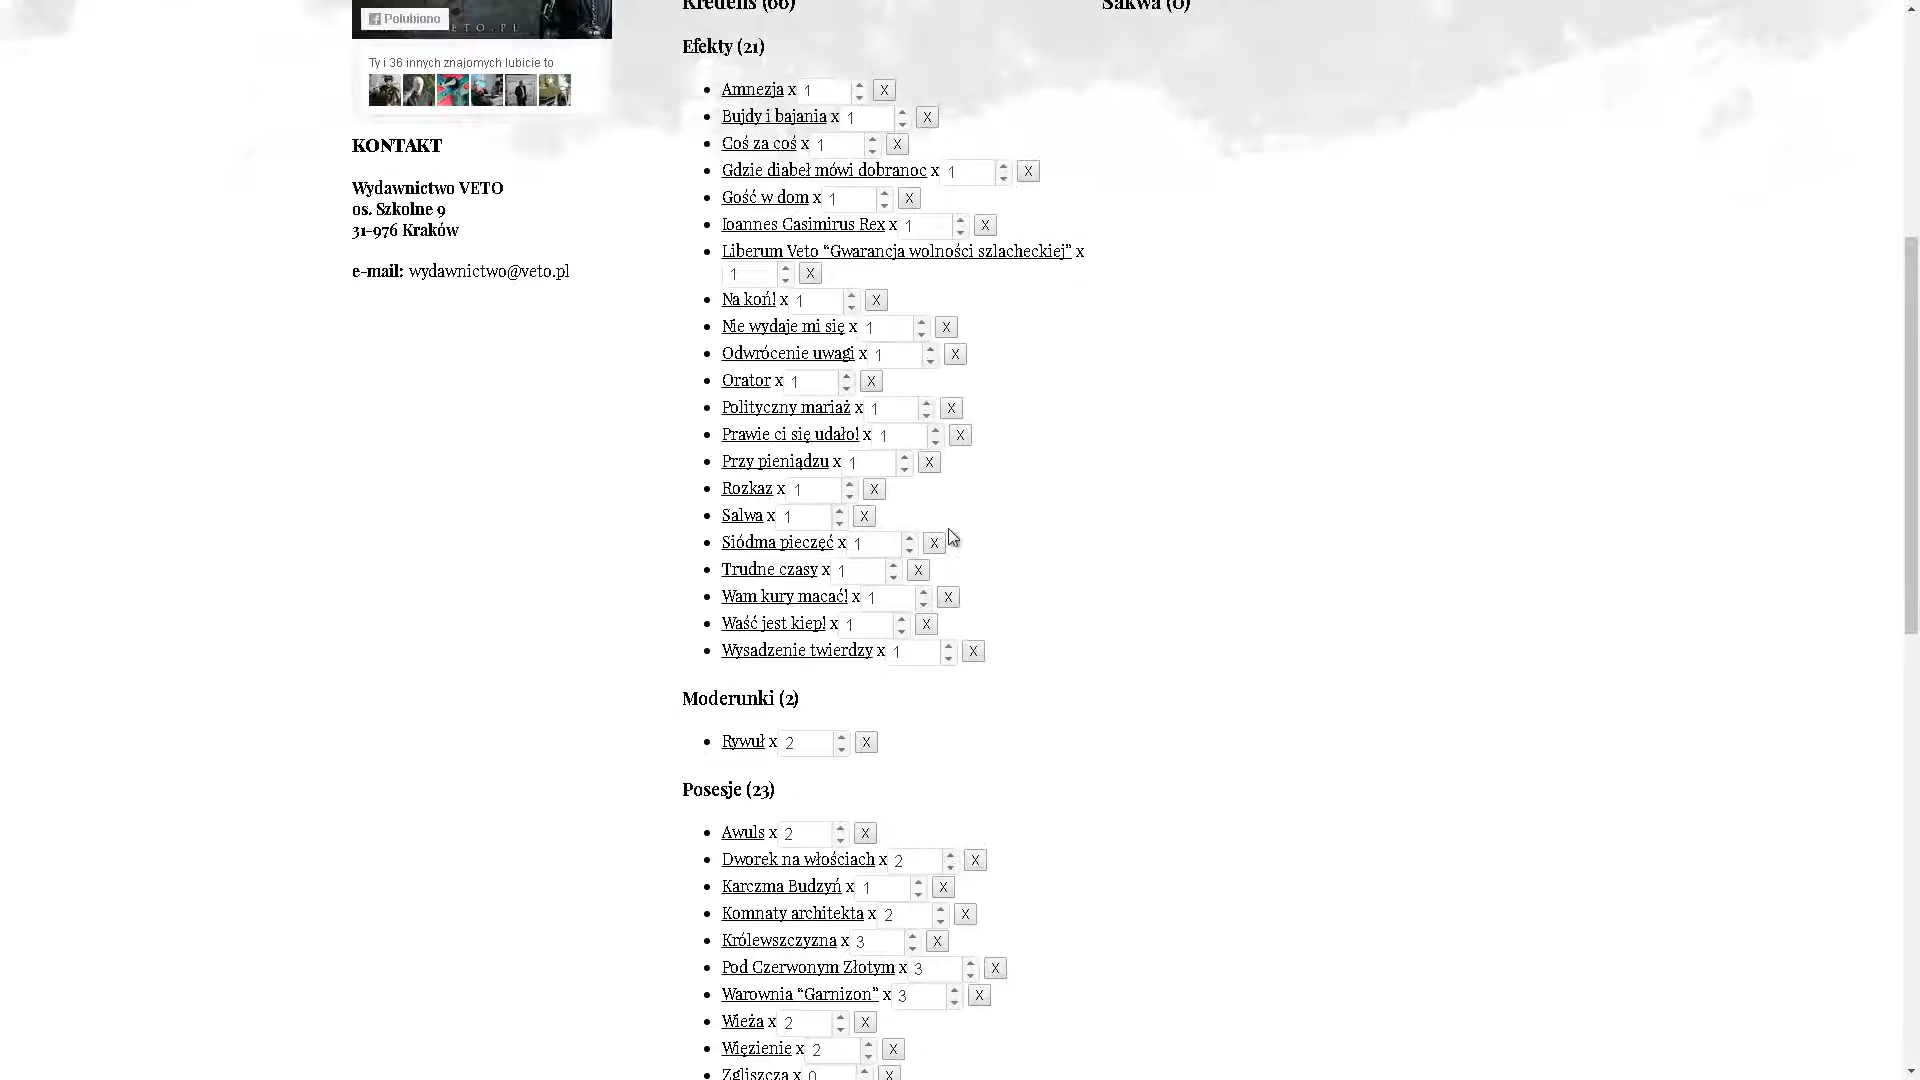 Polubiono
ETO.PL
Ty i 36 innych znajomych lubicie to
KONTAKT
Wydawnictwo VETO
os. Szkolne 9
31-976 Kraków
e-mail: wydawnictwo@veto.pl
Kredens (66)
Efekty (21)
Amnezja x 1 X
Bujdy i bajania x 1 X
Coś za coś x 1 X
Gdzie diabeł mówi dobranoc x 1 X
Gość w dom x 1 X
Ioannes Casimirus Rex x 1 X
Liberum Veto “Gwarancja wolności szlacheckiej” x
1 X
Na koń! x 1 X
Nie wydaje mi się x 1 X
Odwrócenie uwagi x 1 X
Orator x 1 X
Polityczny mariaż x 1 X
Prawie ci się udało! x 1 X
Przy pieniądzu x 1 X
Rozkaz x 1 X
Salwa x 1 X
Siódma pieczęć x 1 X
Trudne czasy x 1 X
Wam kury macać! x 1 X
Waść jest kiep! x 1 X
Wysadzenie twierdzy x 1 X
Moderunki (2)
Rywuł x 2 X
Posesje (23)
Awuls x 2 X
Dworek na włościach x 2 X
Karczma Budzyń x 1 X
Komnaty architekta x 2 X
Królewszczyzna x 3 X
Pod Czerwonym Złotym x 3 X
Warownia “Garnizon” x 3 X
Wieża x 2 X
Więzienie x 2 X
Zgliszcza x 0 X
Sakwa (0)